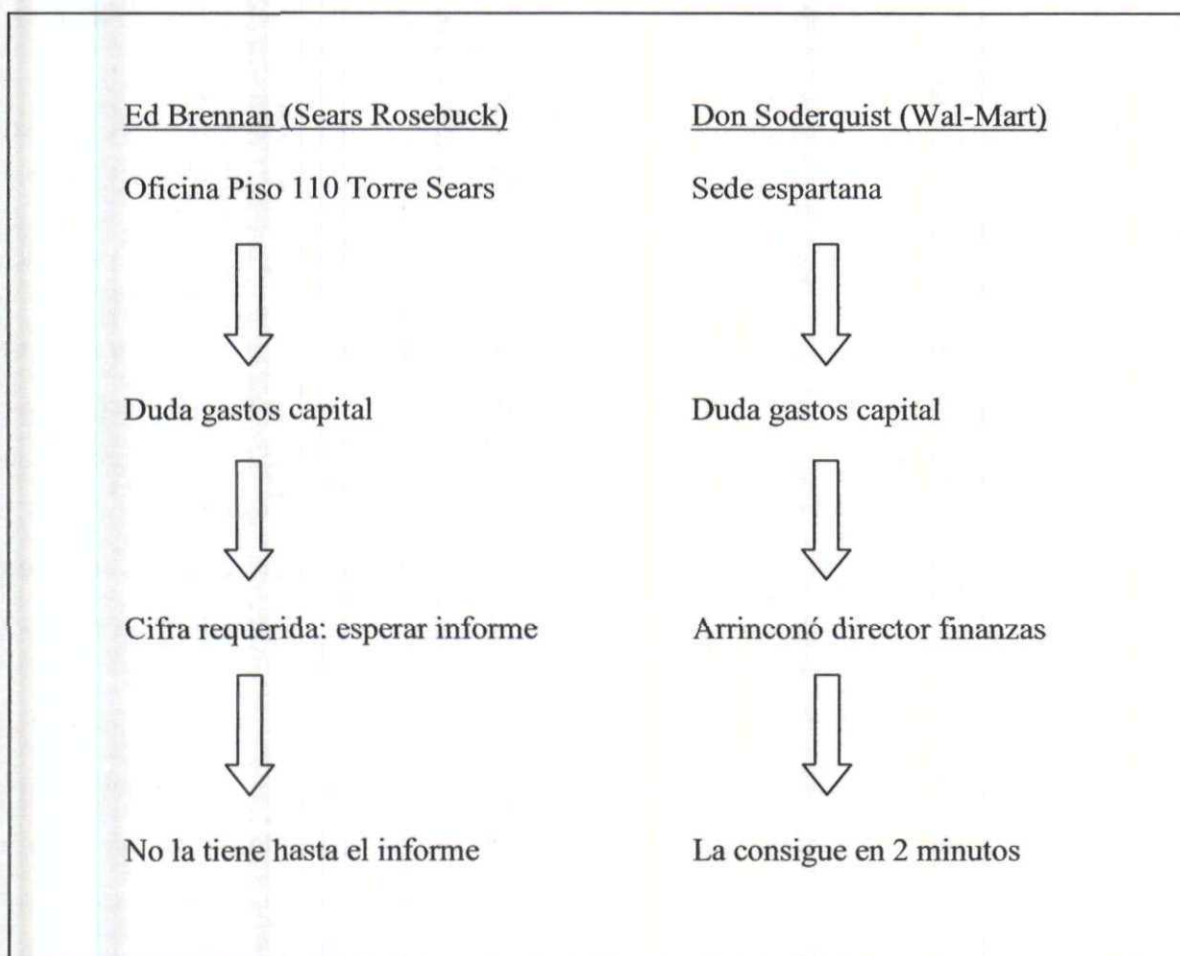 Ed Brennan (Sears Rosebuck)
Oficina Piso 110 Torre Sears
Duda gastos capital
Cifra requerida: esperar informe
No la tiene hasta el informe
Don Soderquist (Wal-Mart)
Sede espartana
Duda gastos capital
Arrinconó director finanzas
La consigue en 2 minutos